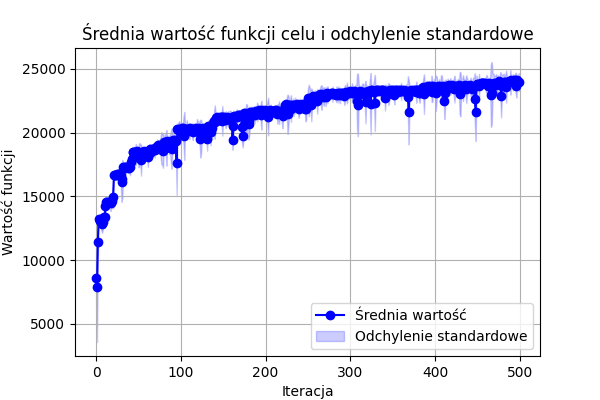 Średnia wartość funkcji celu i odchylenie standardowe
25000
20000
15000
10000
5000
Wartość funkcji
0 100 200 300 400 500
Iteracja
Średnia wartość
Odchylenie standardowe